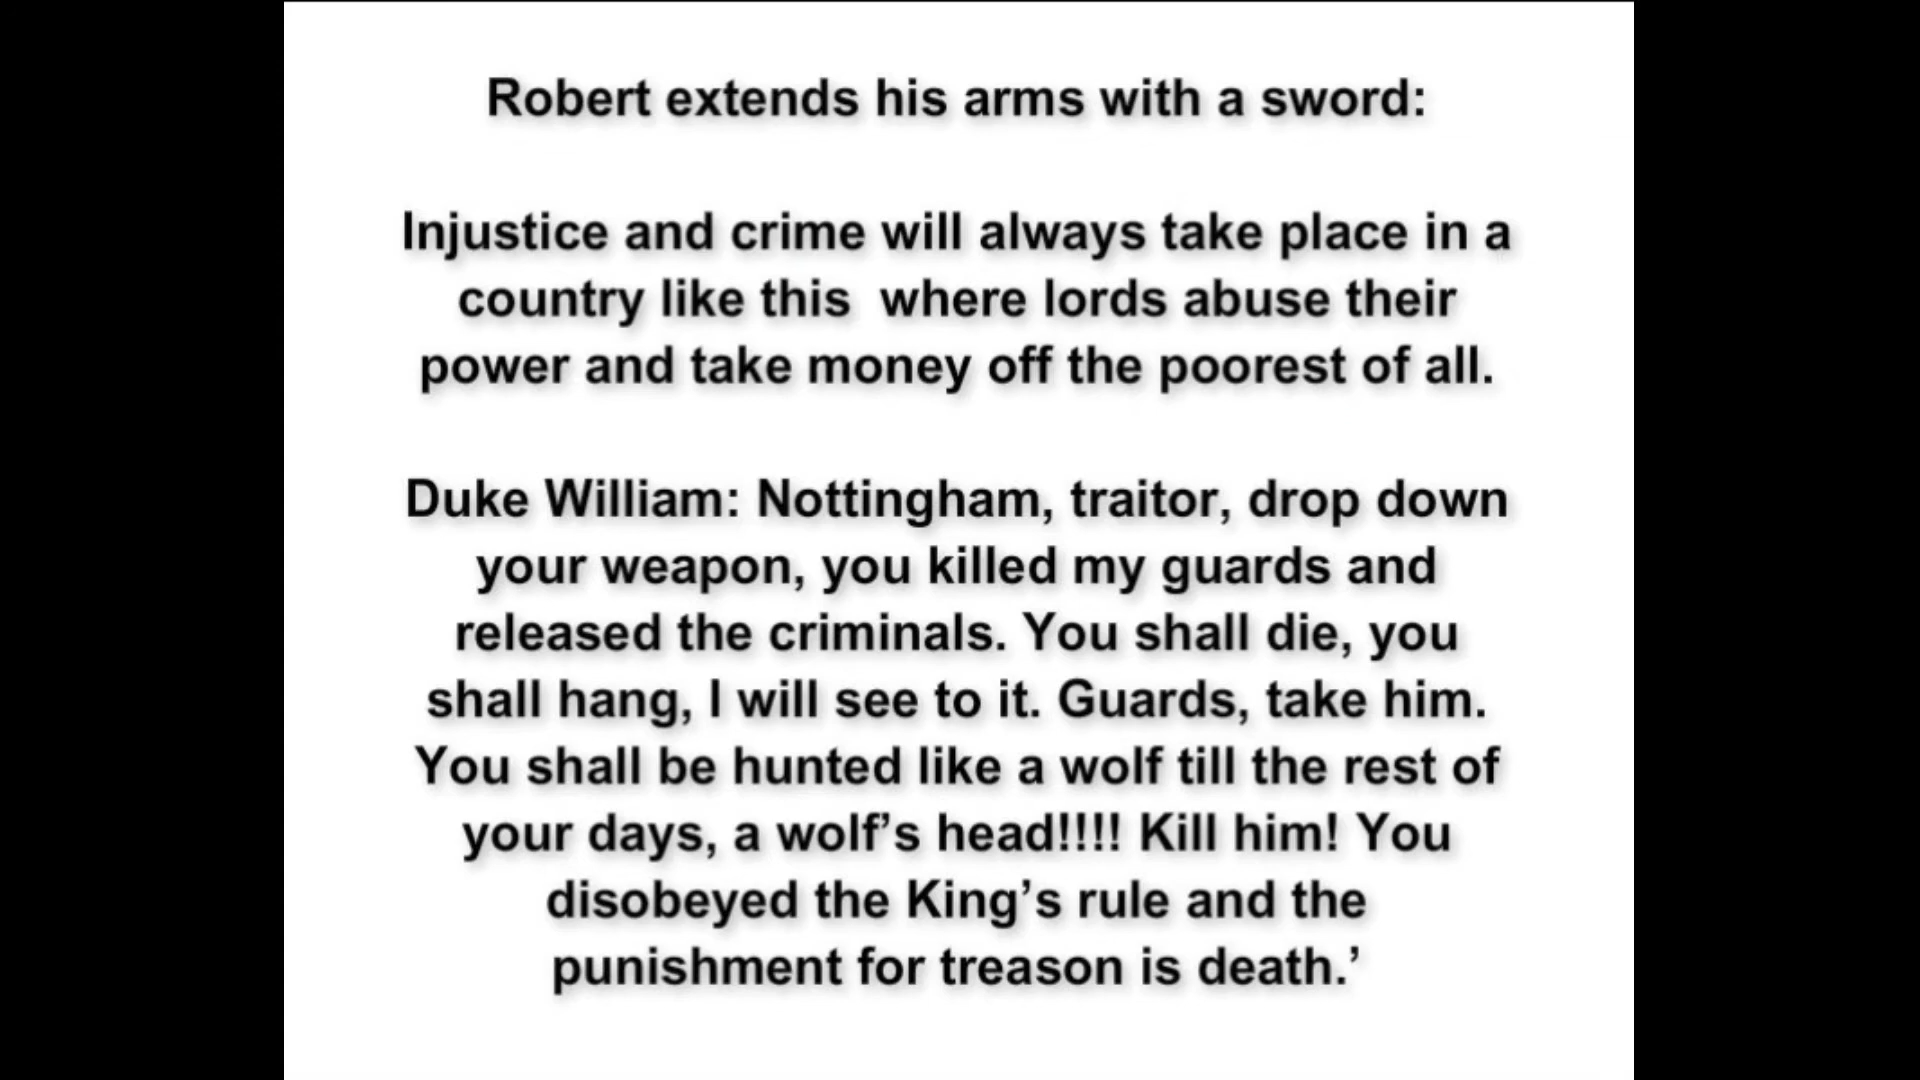 Robert extends his arms with a sword:
Injustice and crime will always take place in a
country like this  where lords abuse their
power and take money off the poorest of all.
Duke William: Nottingham, traitor, drop down
your weapon, you killed my guards and
released the criminals. You shall die, you
shall hang, I will see to it. Guards, take him.
You shall be hunted like a wolf till the rest of
your days, a wolf’s head!!!! Kill him! You
disobeyed the King’s rule and the
punishment for treason is death.’